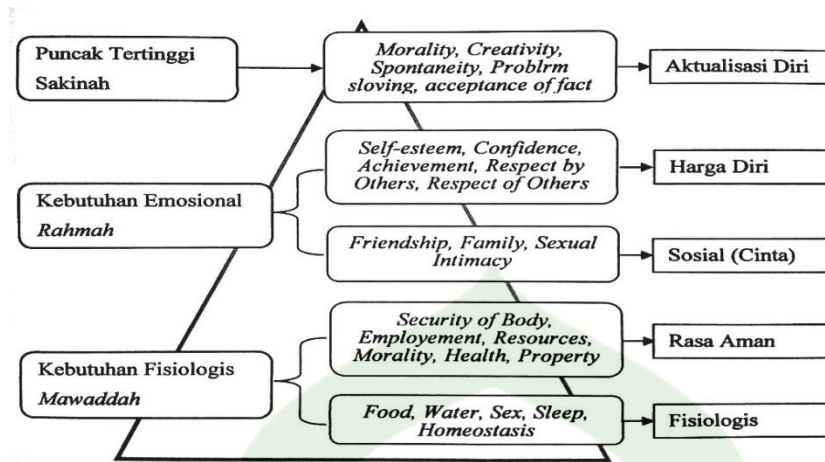 Puncak Tertinggi
Sakinah
Morality, Creativity,
Spontaneity, Problrm
sloving, acceptance of fact
Aktualisasi Diri
Kebutuhan Emosional
Rahmah
Self-esteem, Confidence,
Achievement, Respect by
Others, Respect of Others
Harga Diri
Friendship, Family, Sexual
Intimacy
Sosial (Cinta)
Kebutuhan Fisiologis
Mawaddah
Security of Body,
Employement, Resources,
Morality, Health, Property
Rasa Aman
Food, Water, Sex, Sleep,
Homeostasis
Fisiologis